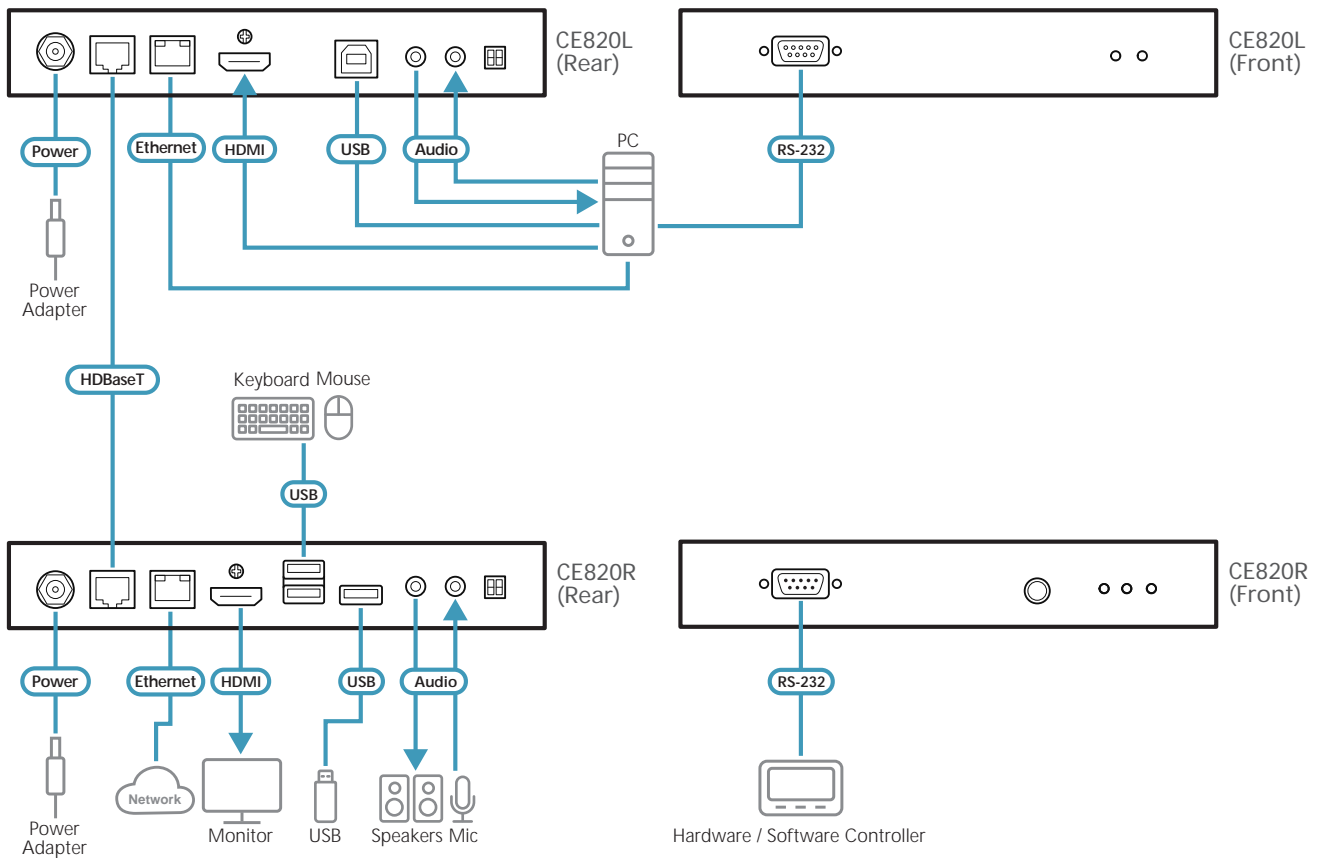 CE820L
(Rear)
CE820L
(Front)
Power
Ethernet
HDMI
USB
Audio
PC
RS-232
Power
Adapter
HDBaseT
Keyboard Mouse
USB
CE820R
(Rear)
CE820R
(Front)
Power
Ethernet
HDMI
USB
Audio
RS-232
Network
Power
Adapter
Monitor
USB
Speakers Mic
Hardware / Software Controller